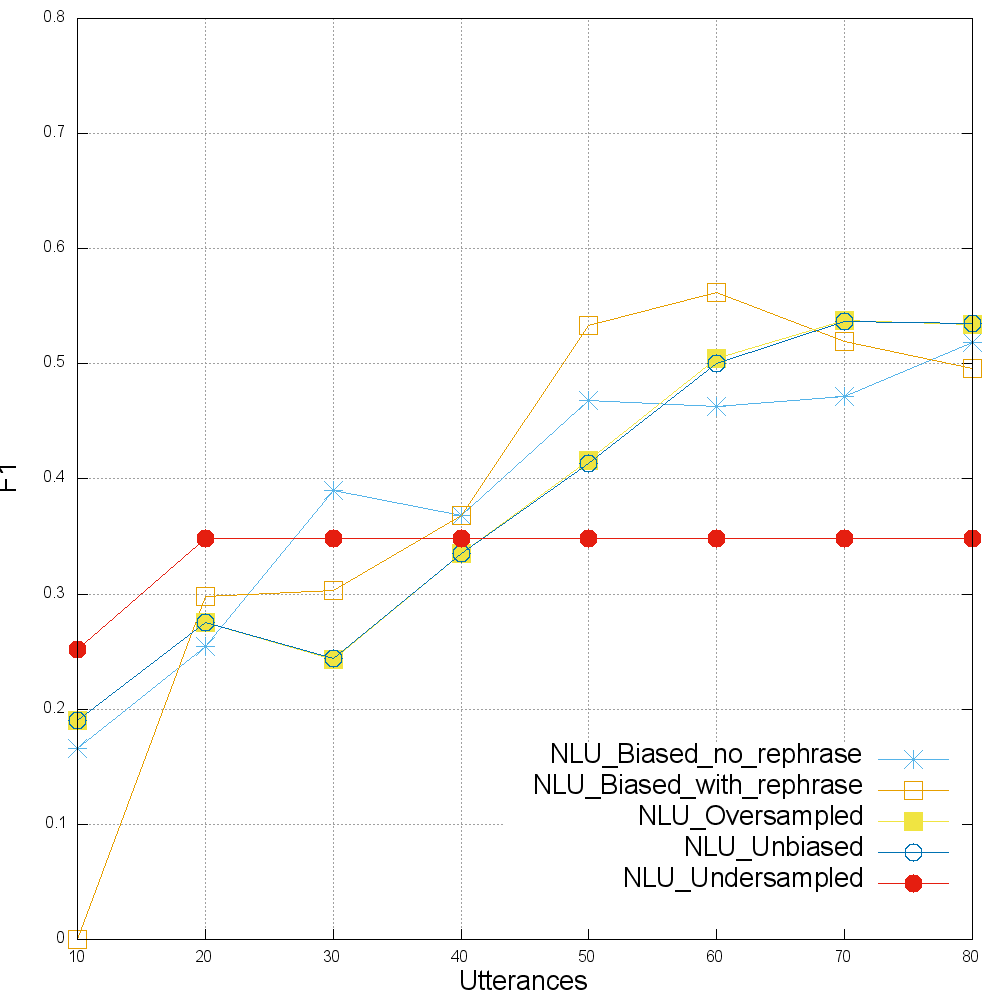 0.8
0.7
0.6
0.5
0.4
0.3
0.2
0.1
0
F1
10 20 30 40 50 60 70 80
Utterances
NLU_Biased_no_rephrase
NLU_Biased_with_rephrase
NLU_Oversampled
NLU_Unbiased
NLU_Undersampled